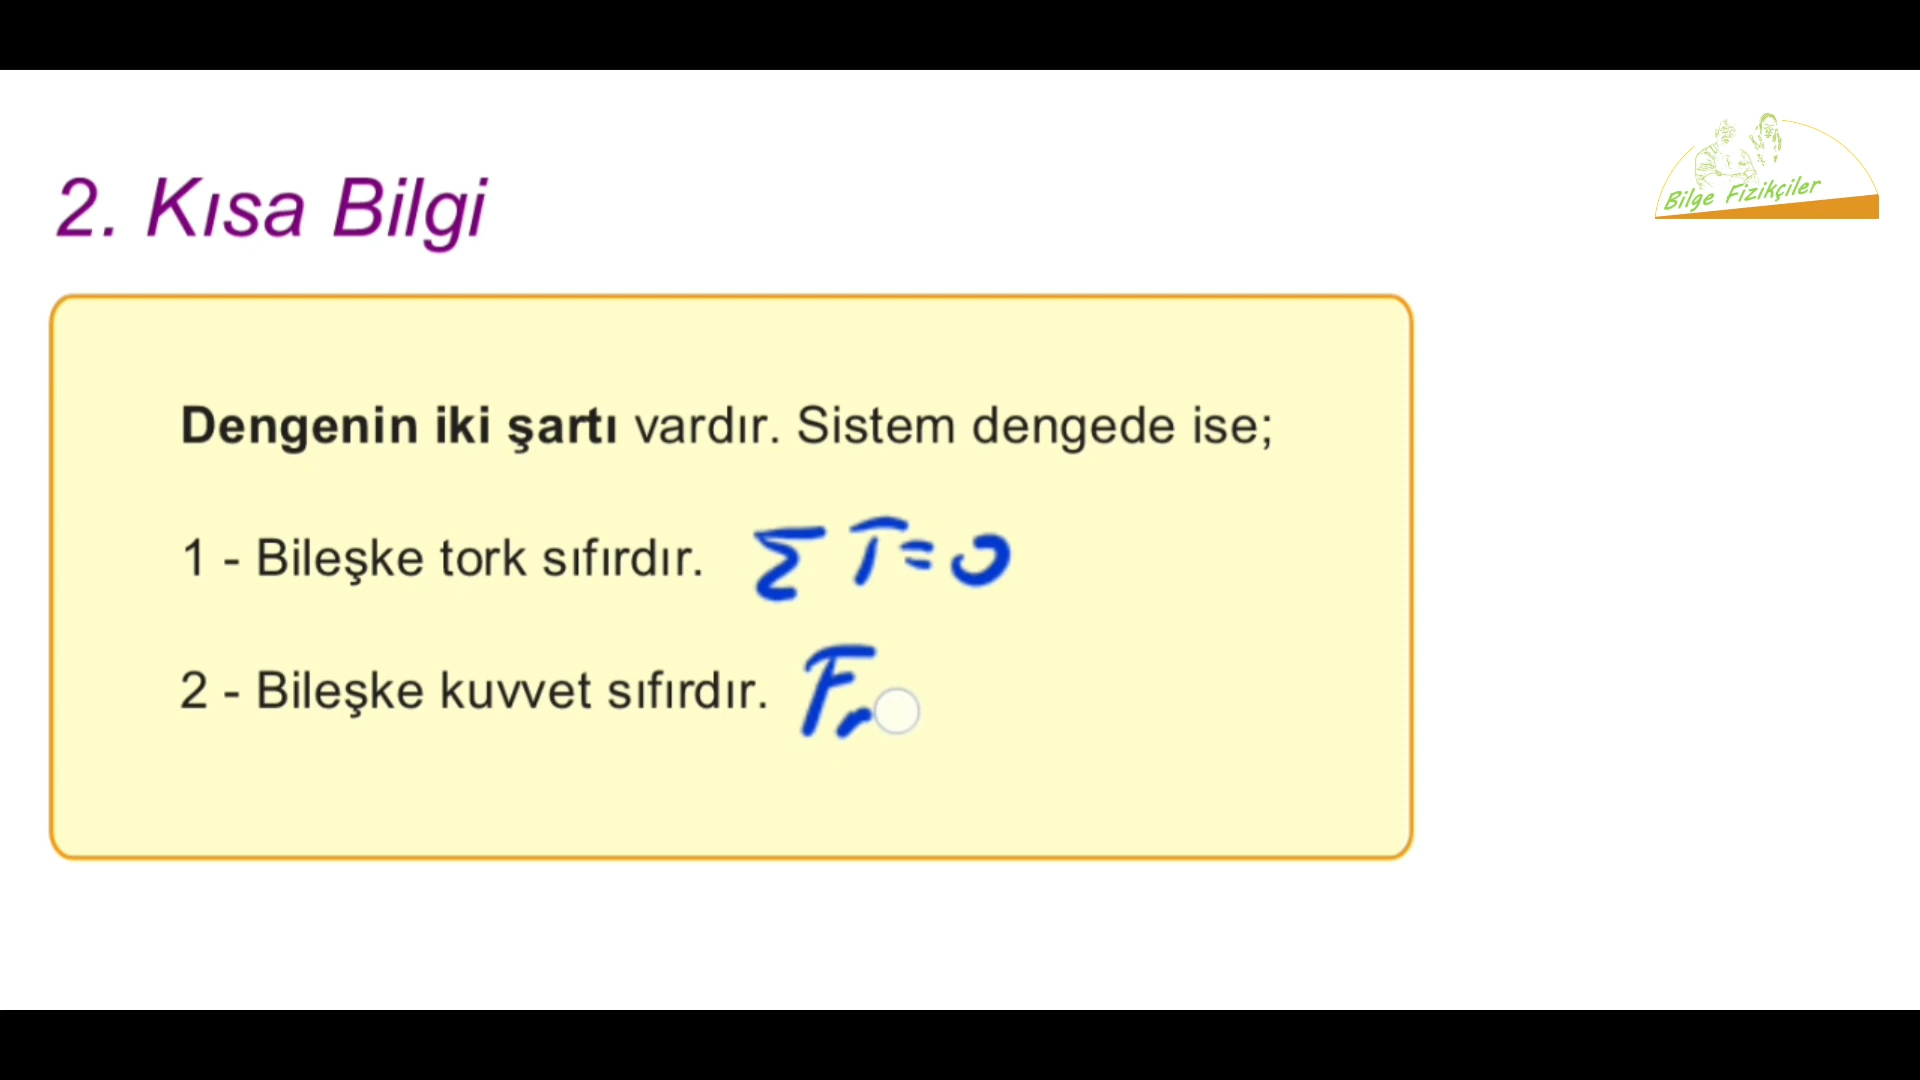 Bilge Fizikçiler
2. Kısa Bilgi
Dengenin iki şartı vardır. Sistem dengede ise;
1 - Bileşke tork sıfırdır. Σ T = 0
2 - Bileşke kuvvet sıfırdır. Fr